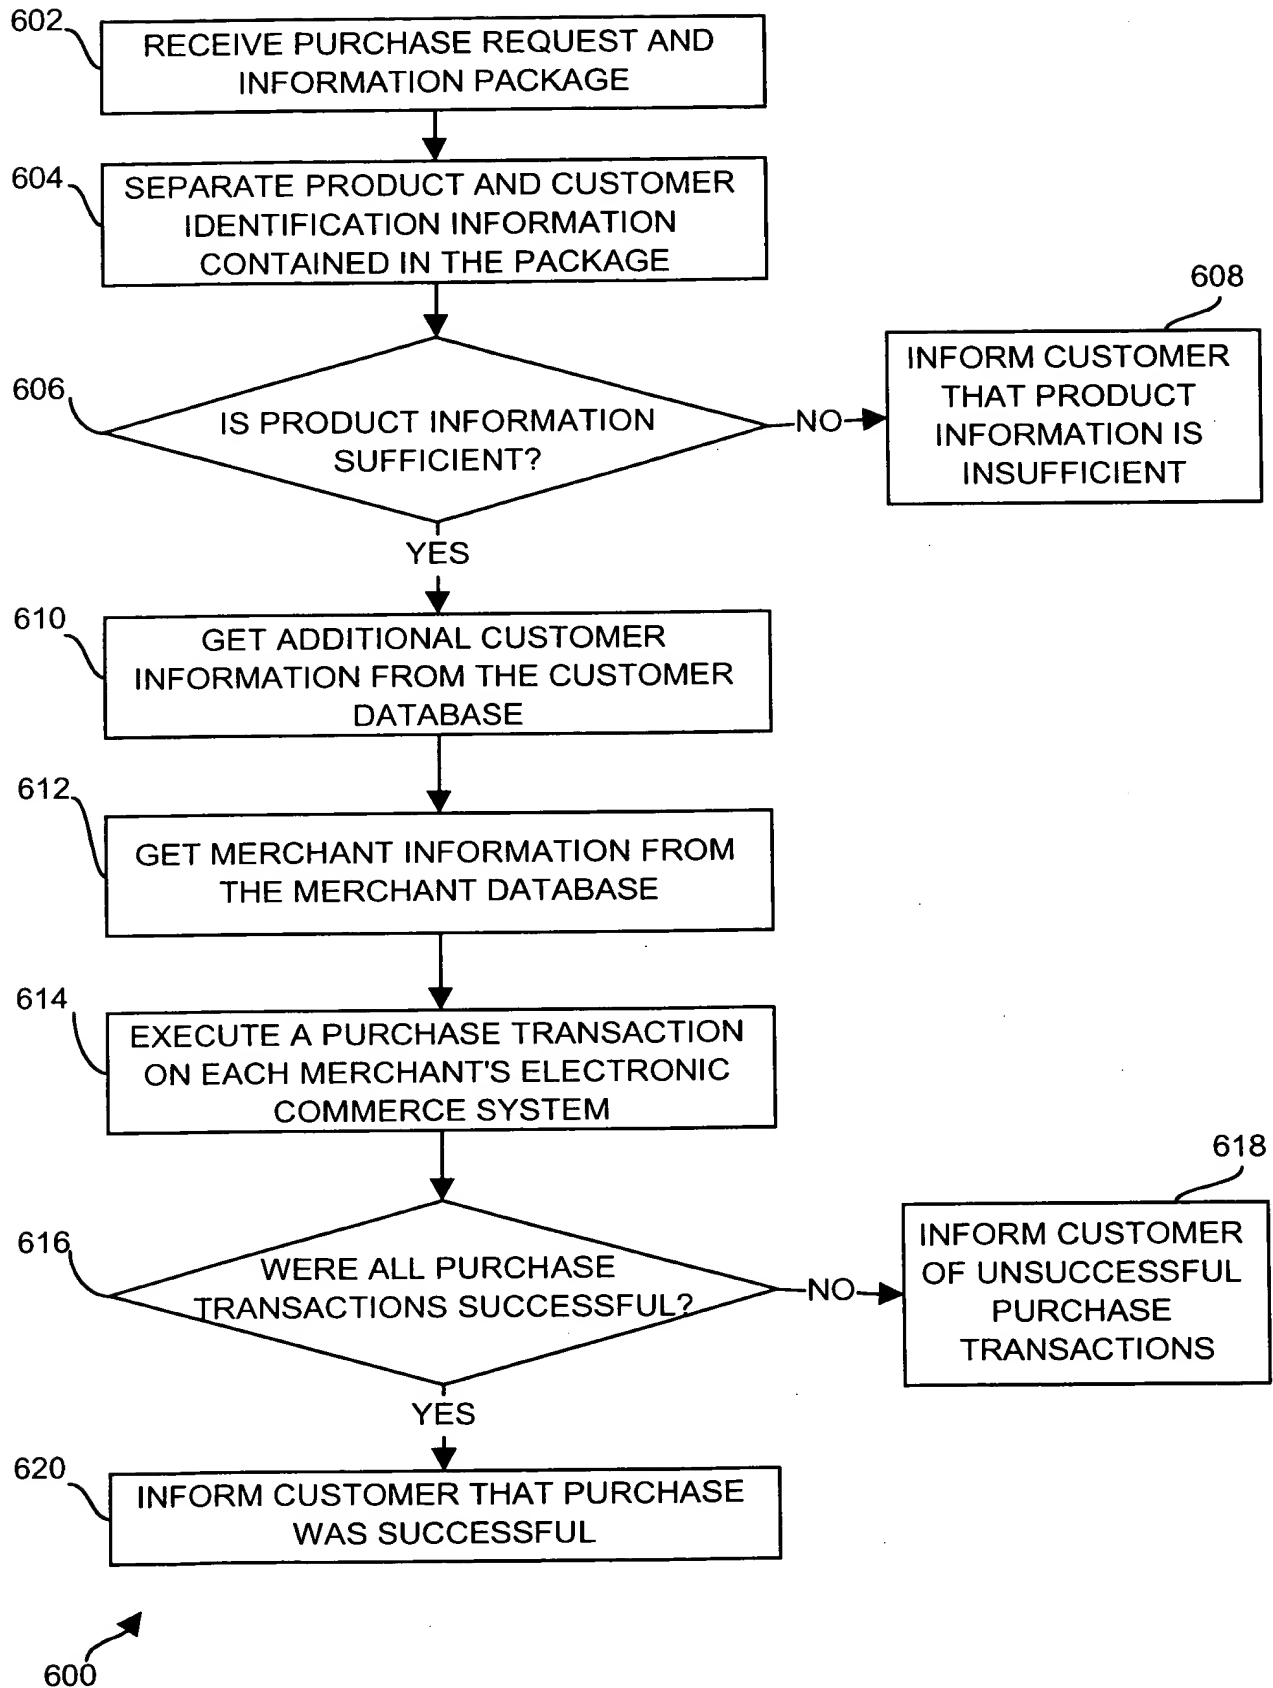 602
RECEIVE PURCHASE REQUEST AND
INFORMATION PACKAGE
604
SEPARATE PRODUCT AND CUSTOMER
IDENTIFICATION INFORMATION
CONTAINED IN THE PACKAGE
606
IS PRODUCT INFORMATION
SUFFICIENT?
NO
608
INFORM CUSTOMER
THAT PRODUCT
INFORMATION IS
INSUFFICIENT
YES
610
GET ADDITIONAL CUSTOMER
INFORMATION FROM THE CUSTOMER
DATABASE
612
GET MERCHANT INFORMATION FROM
THE MERCHANT DATABASE
614
EXECUTE A PURCHASE TRANSACTION
ON EACH MERCHANT'S ELECTRONIC
COMMERCE SYSTEM
616
WERE ALL PURCHASE
TRANSACTIONS SUCCESSFUL?
NO
618
INFORM CUSTOMER
OF UNSUCCESSFUL
PURCHASE
TRANSACTIONS
YES
620
INFORM CUSTOMER THAT PURCHASE
WAS SUCCESSFUL
600